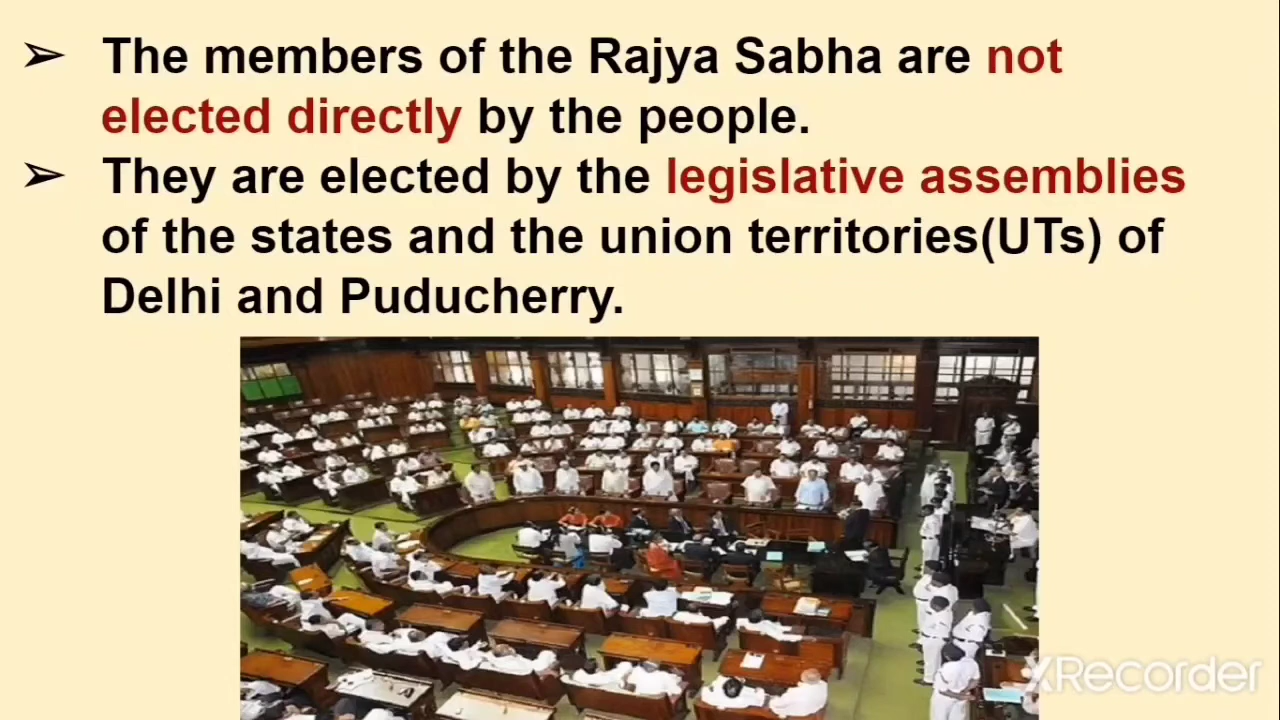 ➢ The members of the Rajya Sabha are not
elected directly by the people.
➢ They are elected by the legislative assemblies
of the states and the union territories(UTs) of
Delhi and Puducherry.
XRecorder